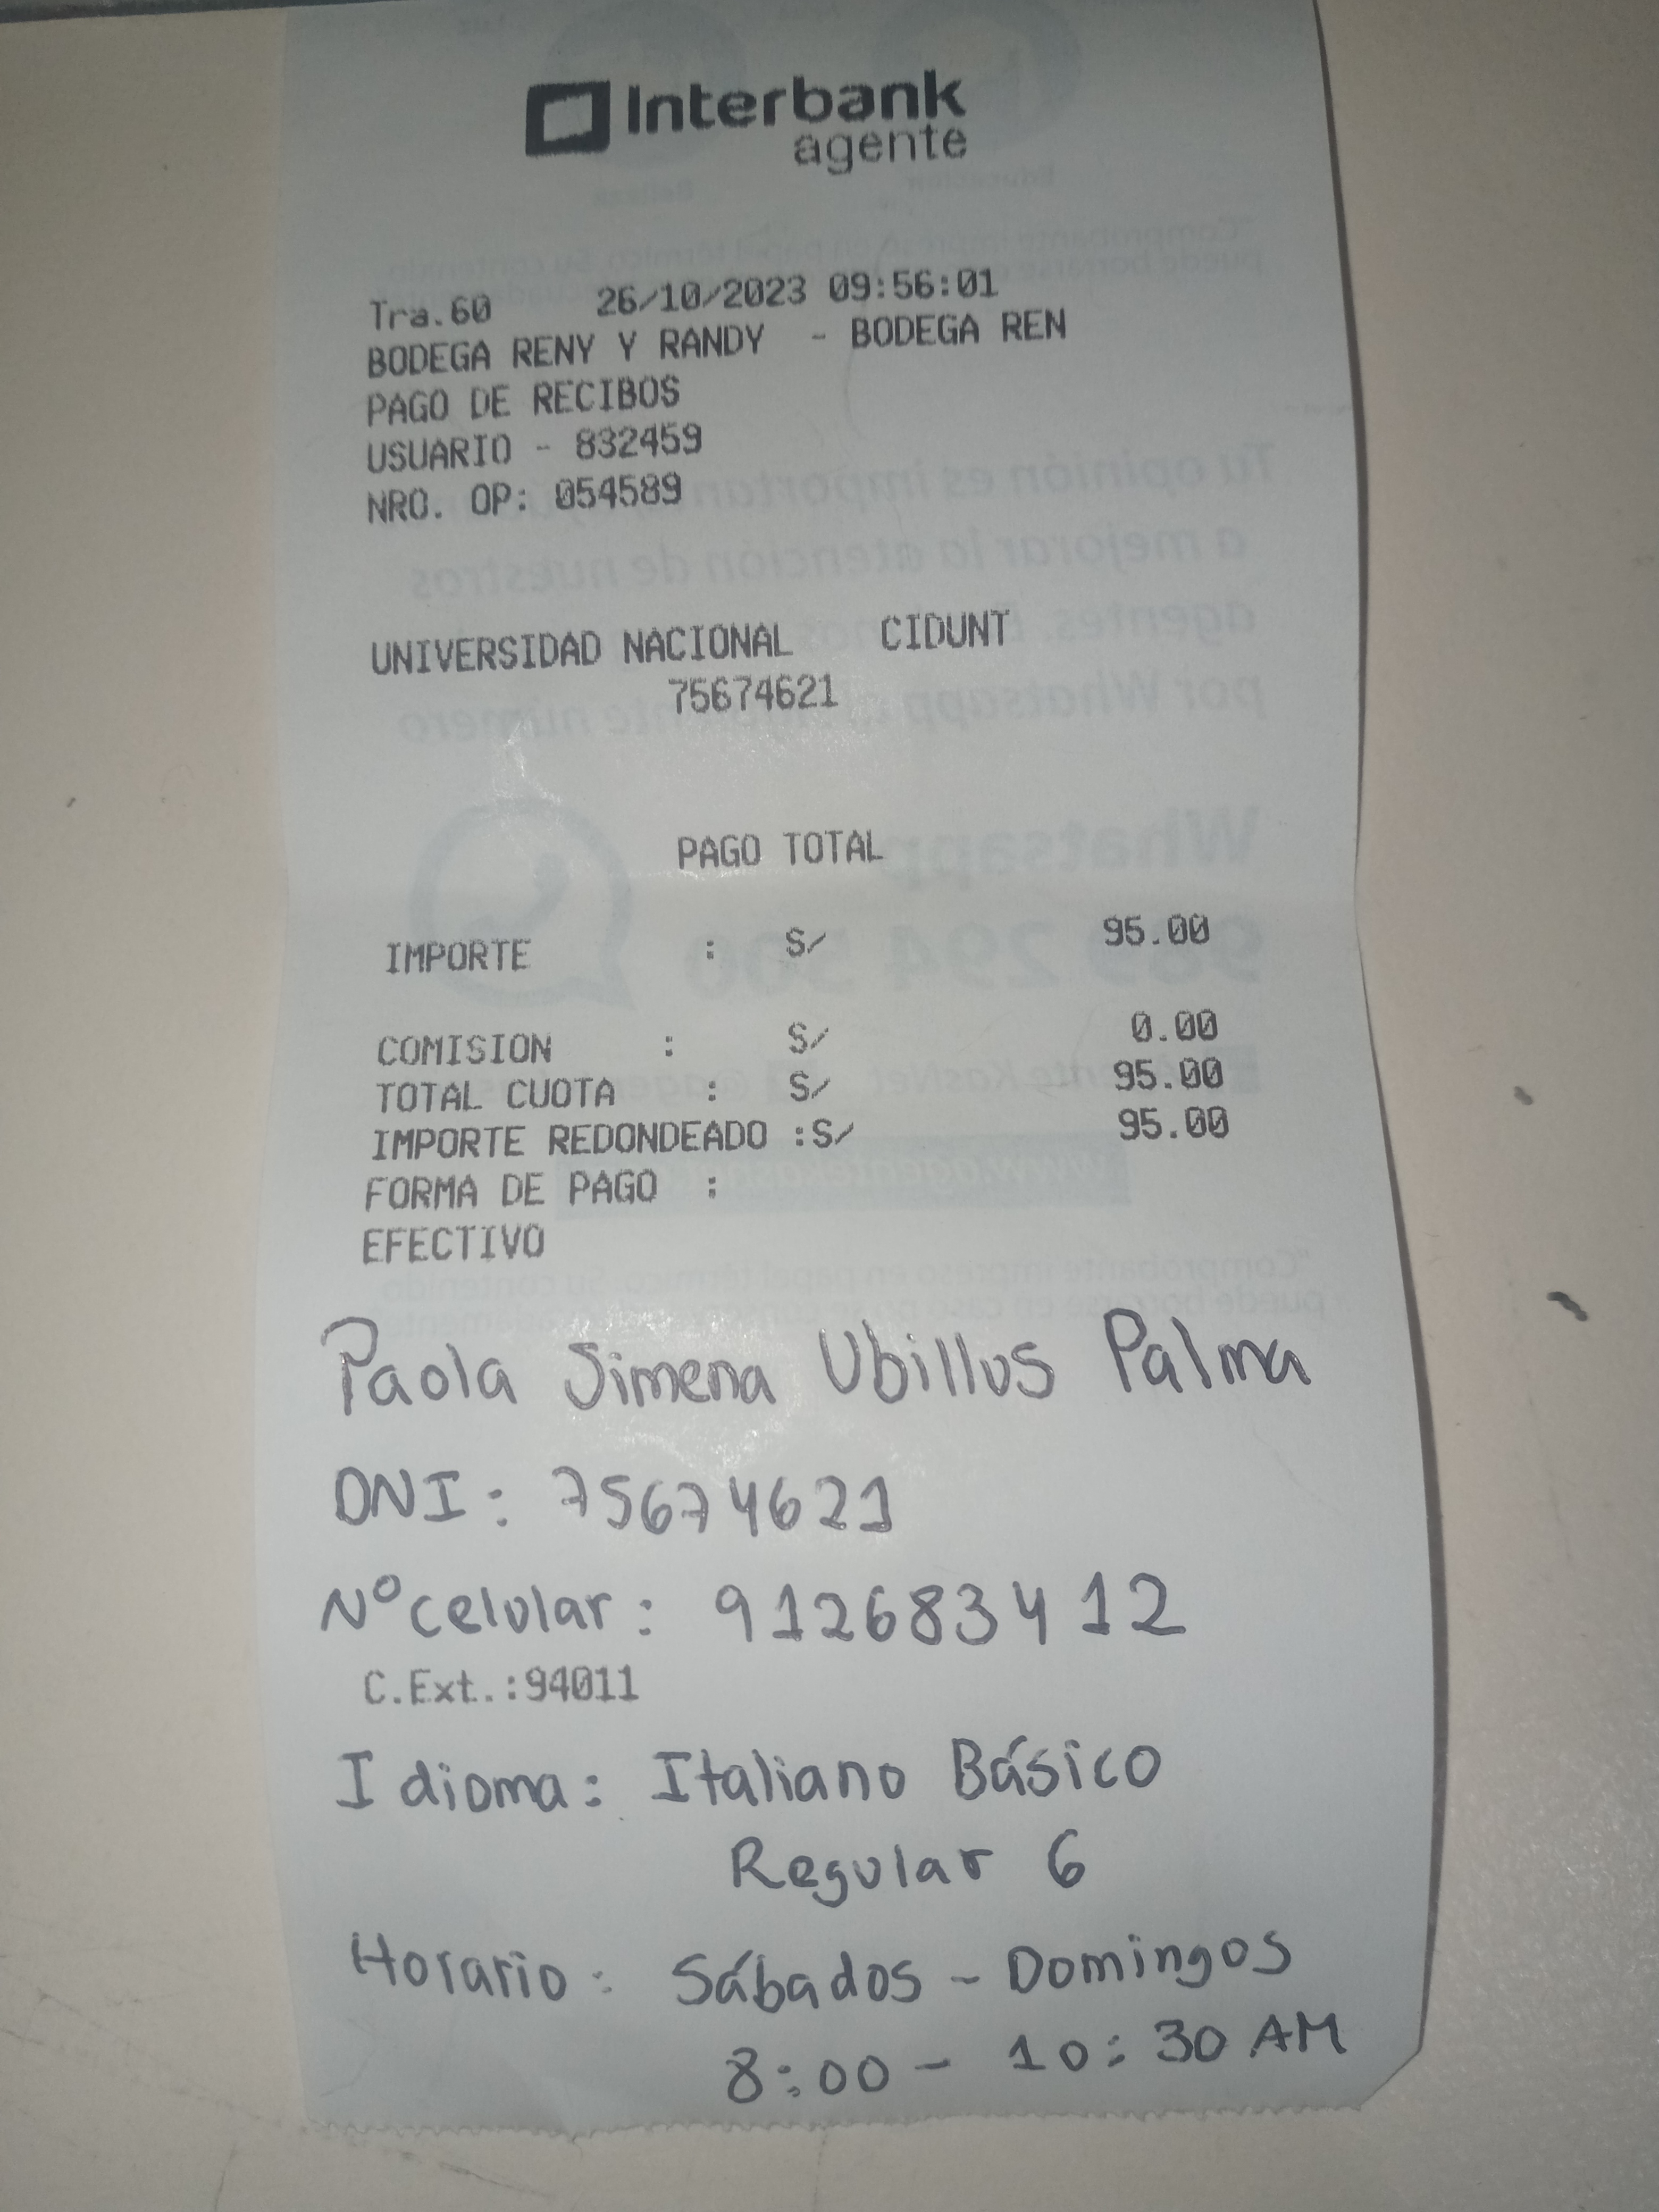 Interbank
agente
Tra.60 26/10/2023 09:56:01
BODEGA RENY Y RANDY - BODEGA REN
PAGO DE RECIBOS
USUARIO - 832459
NRO. OP: 054589
UNIVERSIDAD NACIONAL CIDUNT
75674621
PAGO TOTAL
IMPORTE : S/ 95.00
COMISION : S/ 0.00
TOTAL CUOTA : S/ 95.00
IMPORTE REDONDEADO :S/ 95.00
FORMA DE PAGO :
EFECTIVO
Paola Jimena Ubillus Palma
DNI: 75674621
N° celular: 912683412
C.Ext.:94011
Idioma: Italiano Básico
Regular 6
Horario: Sábados - Domingos
8:00 - 10:30 AM